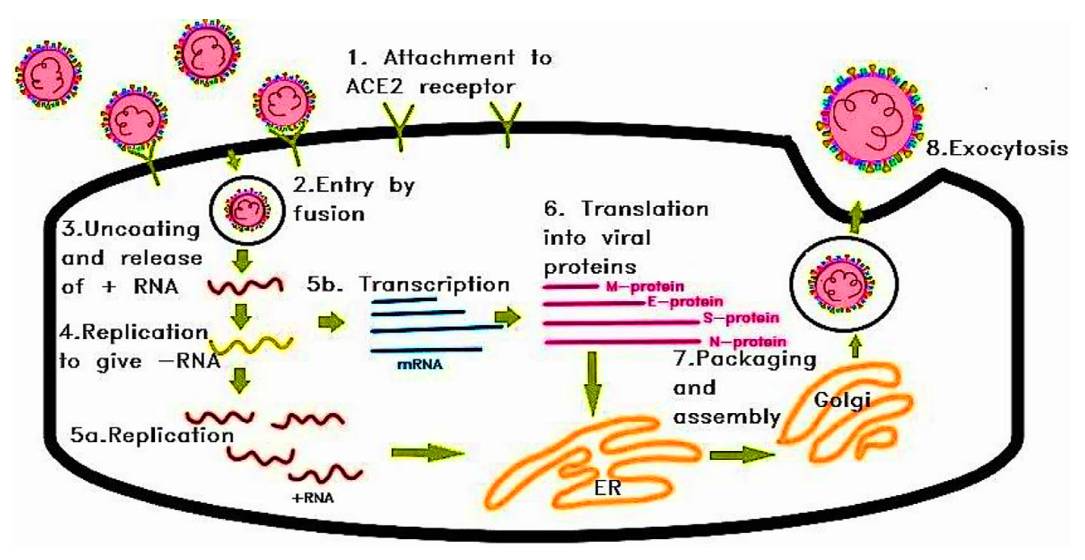 1. Attachment to
ACE2 receptor
8.Exocytosis
2.Entry by
fusion
3.Uncoating
and release
of + RNA
6. Translation
into viral
proteins
5b. Transcription
M-protein
E-protein
S-protein
N-protein
4.Replication
to give -RNA
mRNA
7.Packaging
and
assembly
Golgi
5a.Replication
+RNA
ER